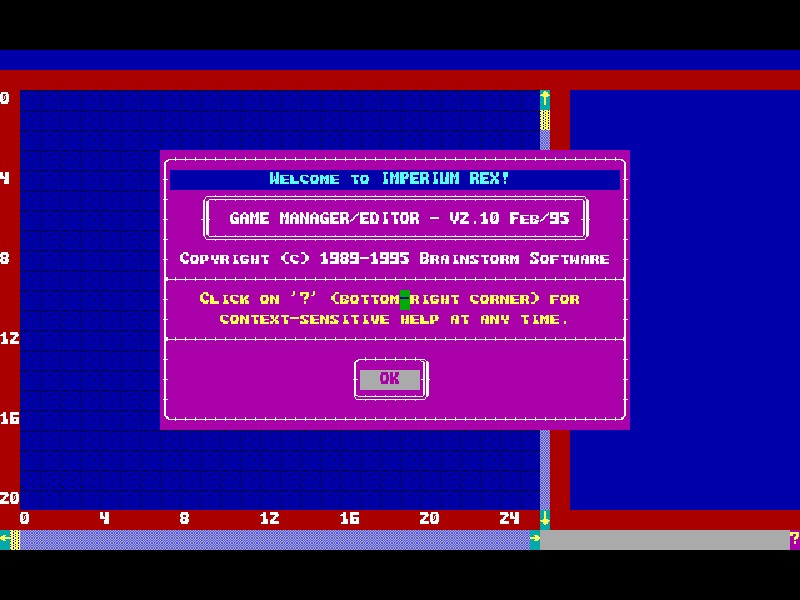 WELCOME TO IMPERIUM REX!
GAME MANAGER/EDITOR - V2.10 FEB/95
COPYRIGHT (C) 1989-1995 BRAINSTORM SOFTWARE
CLICK ON '?' (BOTTOM-RIGHT CORNER) FOR
CONTEXT-SENSITIVE HELP AT ANY TIME.
OK
0
4
8
12
16
20
0 4 8 12 16 20 24
?